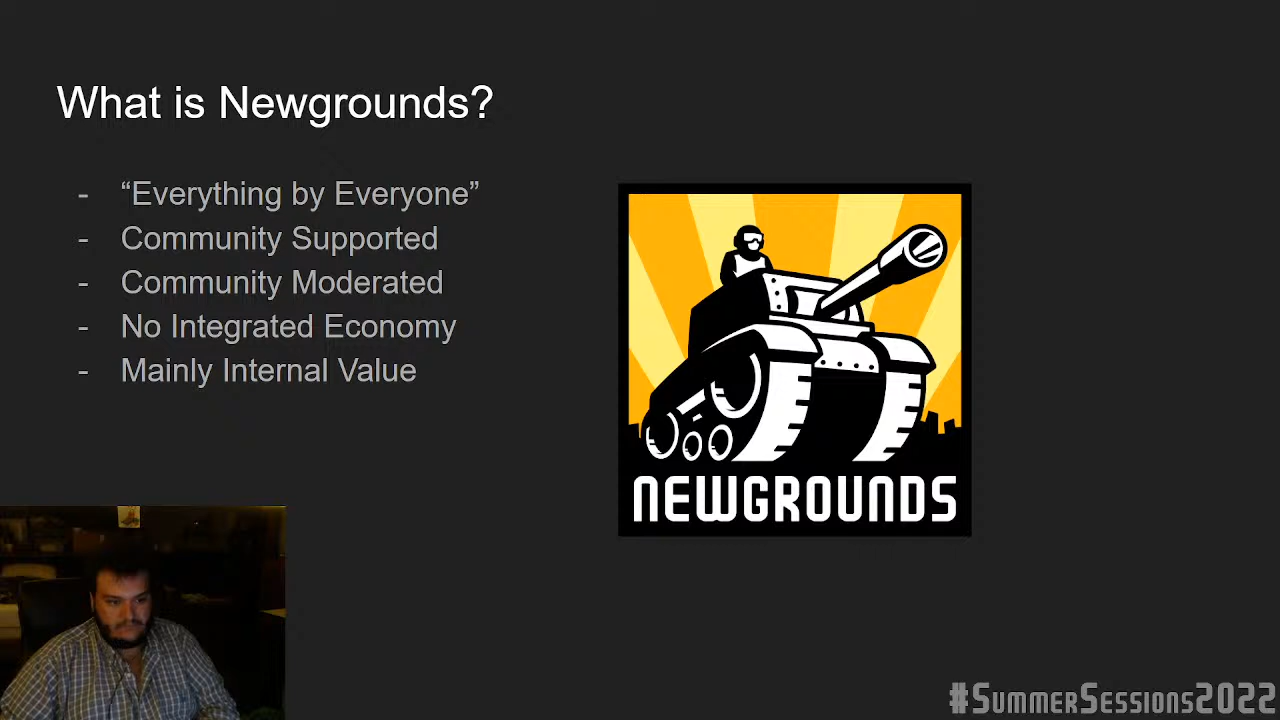 What is Newgrounds?
- “Everything by Everyone”
- Community Supported
- Community Moderated
- No Integrated Economy
- Mainly Internal Value
NEWGROUNDS
#SummerSessions2022